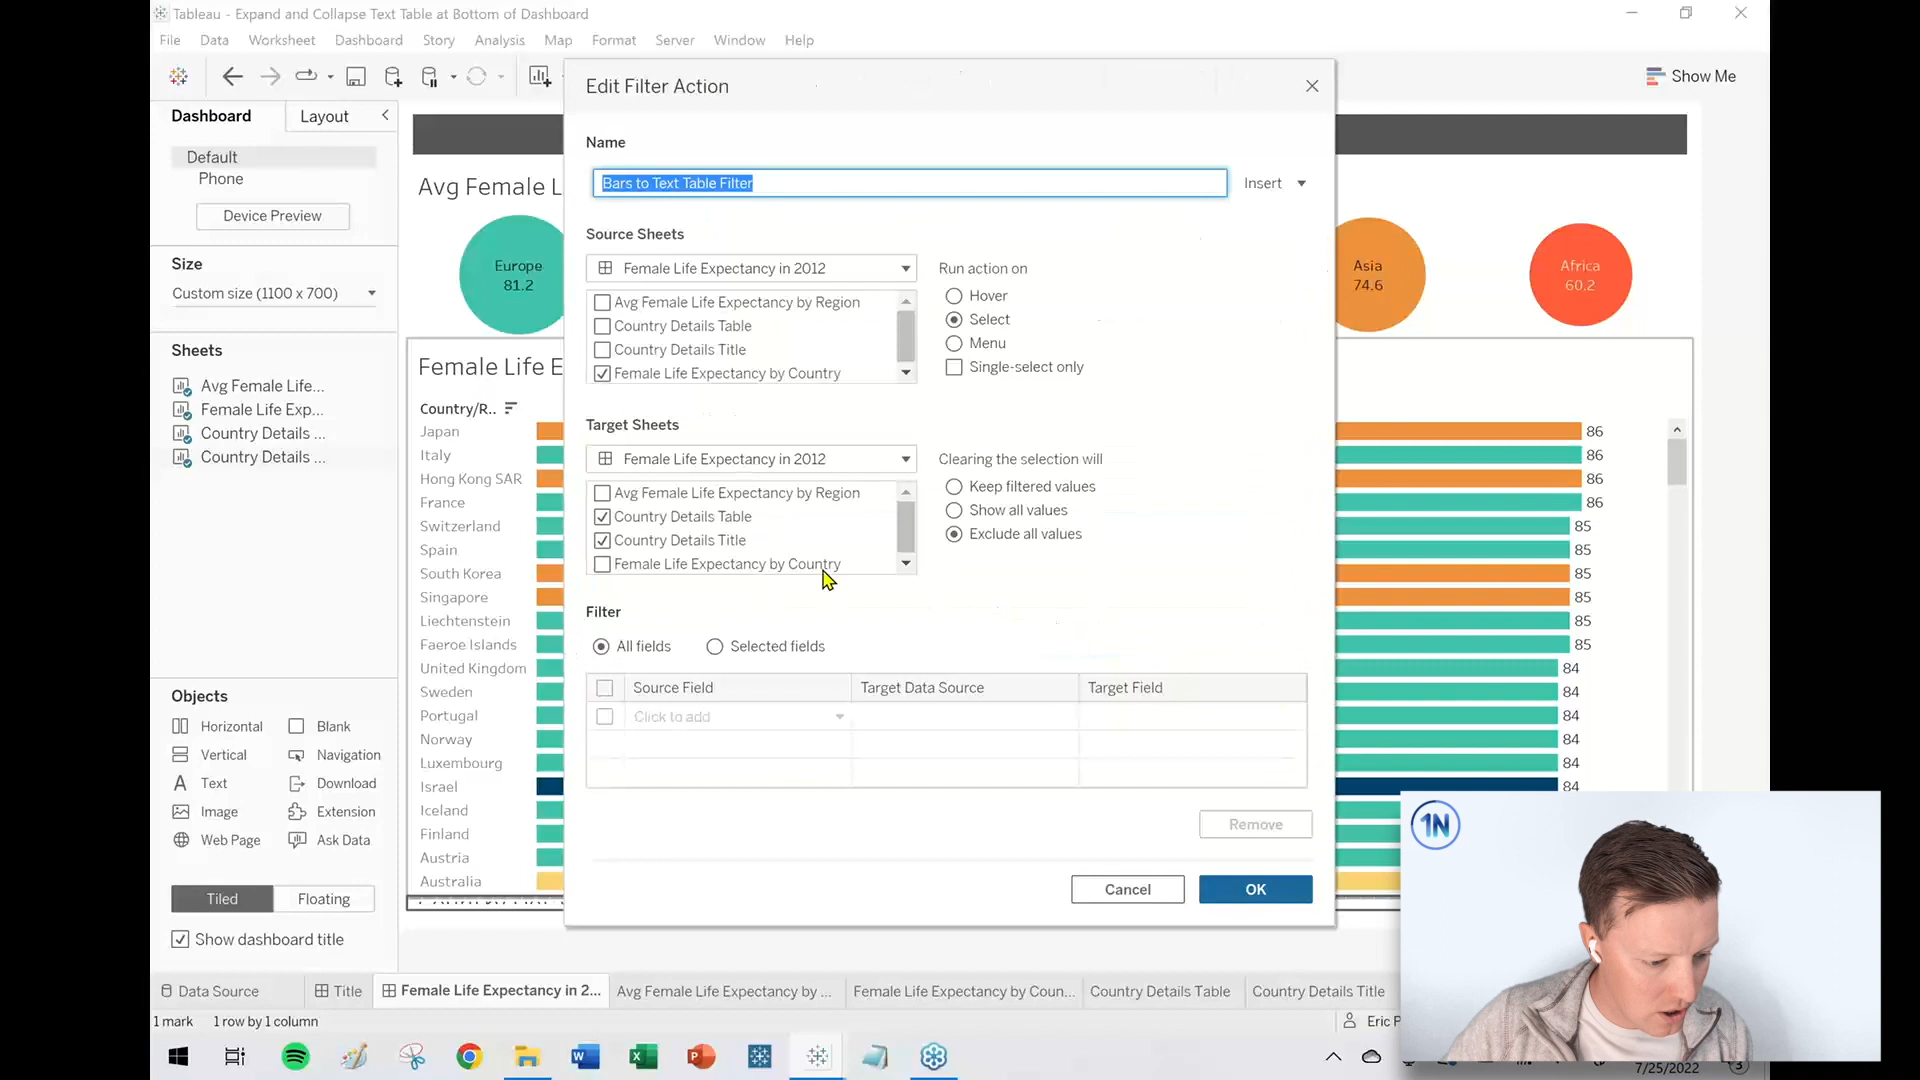 Tableau - Expand and Collapse Text Table at Bottom of Dashboard
File Data Worksheet Dashboard Story Analysis Map Format Server Window Help
Show Me
Dashboard Layout
Default
Phone
Device Preview
Size
Custom size (1100 x 700)
Sheets
Avg Female Life...
Female Life Exp...
Country Details ...
Country Details ...
Objects
Horizontal Blank
Vertical Navigation
Text Download
Image Extension
Web Page Ask Data
Tiled Floating
Show dashboard title
Avg Female L
Europe
81.2
Asia
74.6
Africa
60.2
Female Life E
Country/R..
Japan 86
Italy 86
Hong Kong SAR 86
France 86
Switzerland 85
Spain 85
South Korea 85
Singapore 85
Liechtenstein 85
Faeroe Islands 85
United Kingdom 84
Sweden 84
Portugal 84
Norway 84
Luxembourg 84
Israel 84
Iceland
Finland
Austria
Australia
Edit Filter Action
Name
Bars to Text Table Filter Insert
Source Sheets
Female Life Expectancy in 2012
Avg Female Life Expectancy by Region
Country Details Table
Country Details Title
Female Life Expectancy by Country
Run action on
Hover
Select
Menu
Single-select only
Target Sheets
Female Life Expectancy in 2012
Avg Female Life Expectancy by Region
Country Details Table
Country Details Title
Female Life Expectancy by Country
Clearing the selection will
Keep filtered values
Show all values
Exclude all values
Filter
All fields Selected fields
Source Field Target Data Source Target Field
Click to add
Remove
Cancel OK
1N
Data Source Title Female Life Expectancy in 2... Avg Female Life Expectancy by ... Female Life Expectancy by Coun... Country Details Table Country Details Title
1 mark 1 row by 1 column
Eric P
7/25/2022